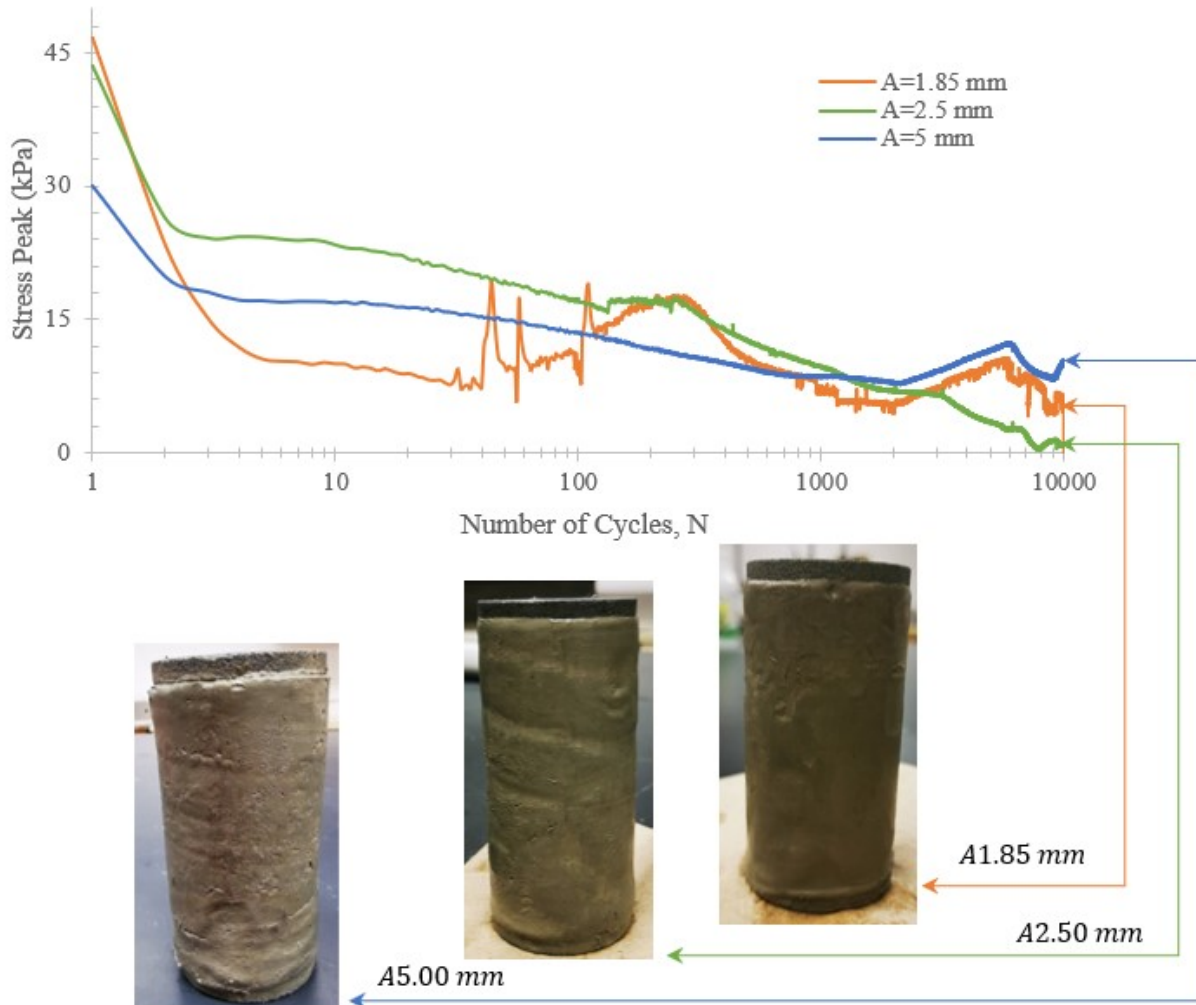 45
30
15
0
Stress Peak (kPa)
A=1.85 mm
A=2.5 mm
A=5 mm
1
10
100
1000
10000
Number of Cycles, N
A1.85 mm
A2.50 mm
A5.00 mm